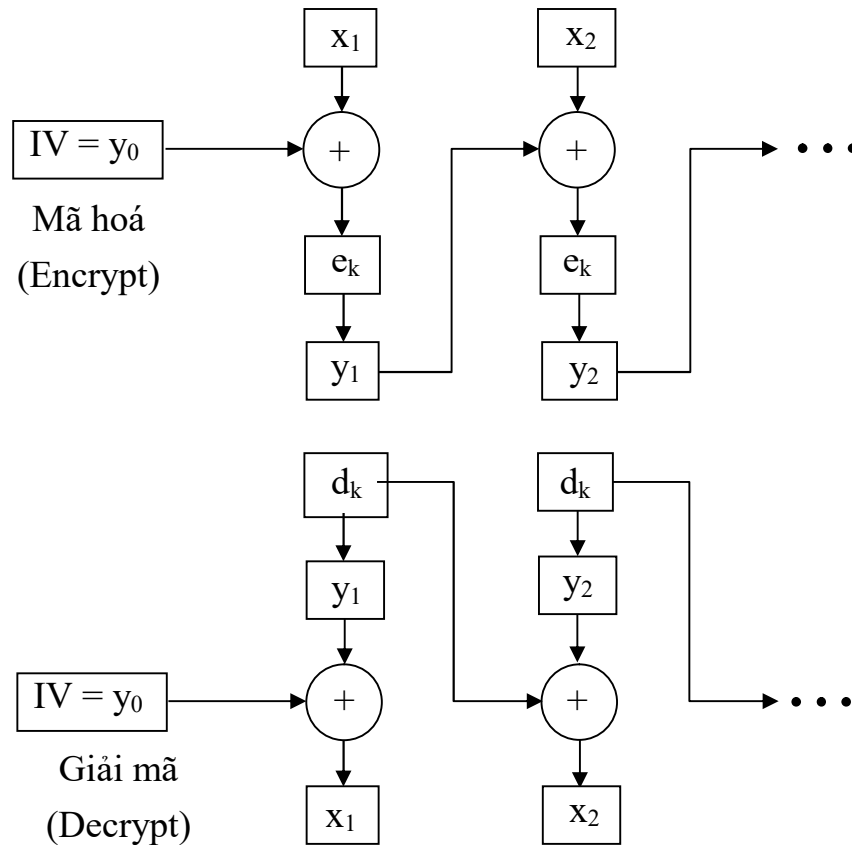 x₁
x₂
IV = y₀
+
+
• • •
Mã hoá
(Encrypt)
eₖ
eₖ
y₁
y₂
dₖ
dₖ
y₁
y₂
IV = y₀
+
+
• • •
Giải mã
(Decrypt)
x₁
x₂